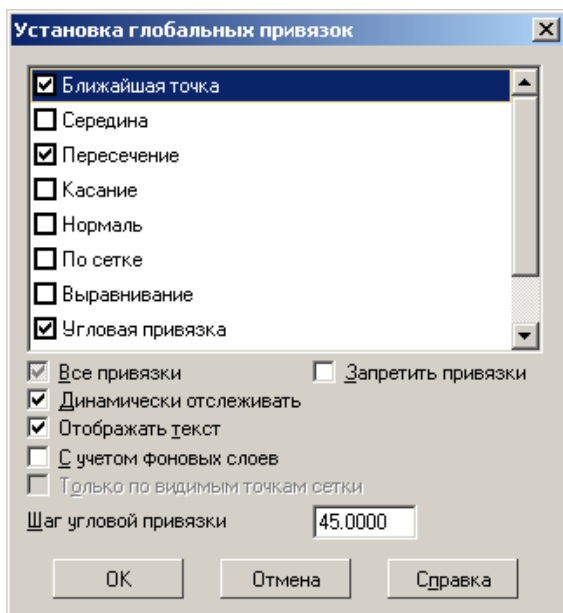 Установка глобальных привязок
Ближайшая точка
Середина
Пересечение
Касание
Нормаль
По сетке
Выравнивание
Угловая привязка
Все привязки Запретить привязки
Динамически отслеживать
Отображать текст
С учетом фоновых слоев
Только по видимым точкам сетки
Шаг угловой привязки 45.0000
OK Отмена Справка